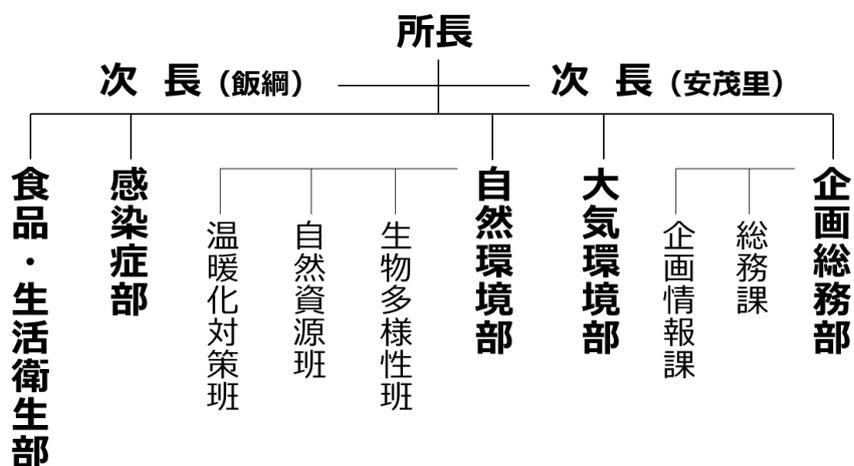 所長
次 長（飯綱）
次 長（安茂里）
企画総務部
総務課
企画情報課
大気環境部
自然環境部
生物多様性班
自然資源班
温暖化対策班
感染症部
食品・生活衛生部